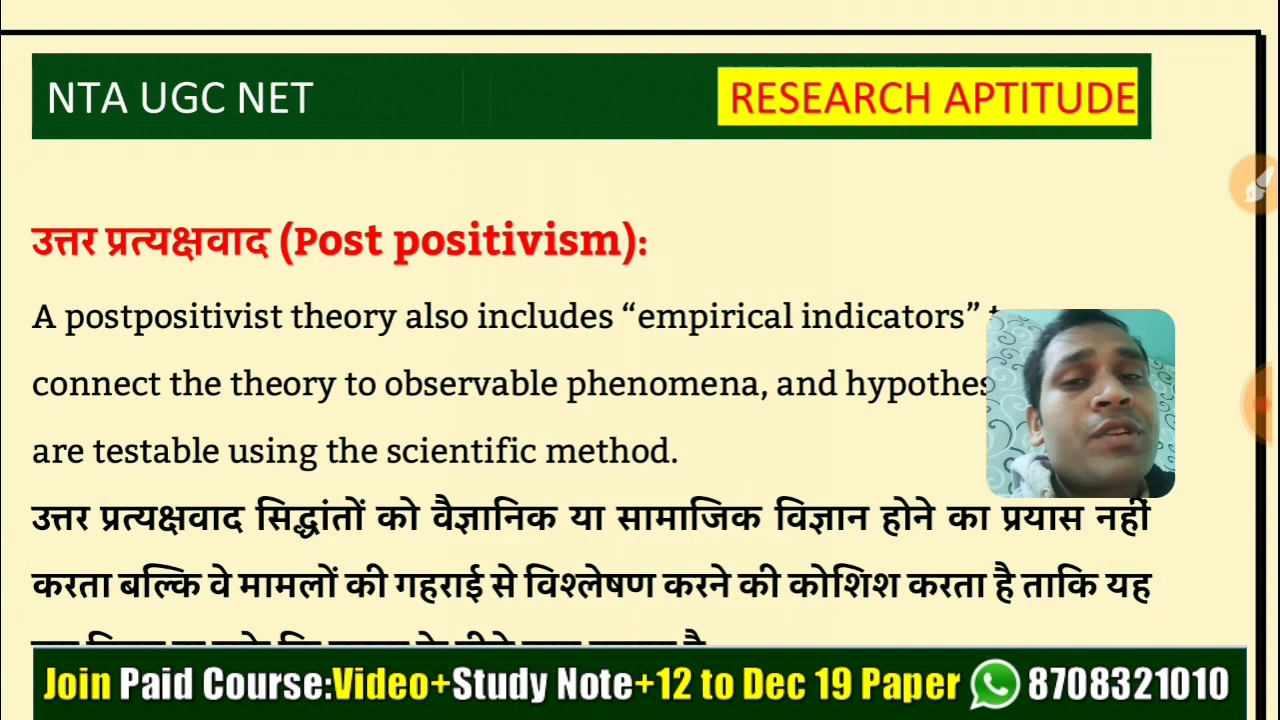 NTA UGC NET
RESEARCH APTITUDE
उत्तर प्रत्यक्षवाद (Post positivism):
A postpositivist theory also includes “empirical indicators”
connect the theory to observable phenomena, and
are testable using the scientific method.
उत्तर प्रत्यक्षवाद सिद्धांतों को वैज्ञानिक या सामाजिक विज्ञान होने का प्रयास नहीं
करता बल्कि वे मामलों की गहराई से विश्लेषण करने की कोशिश करता है ताकि यह
Join Paid Course:Video+Study Note+12 to Dec 19 Paper 8708321010